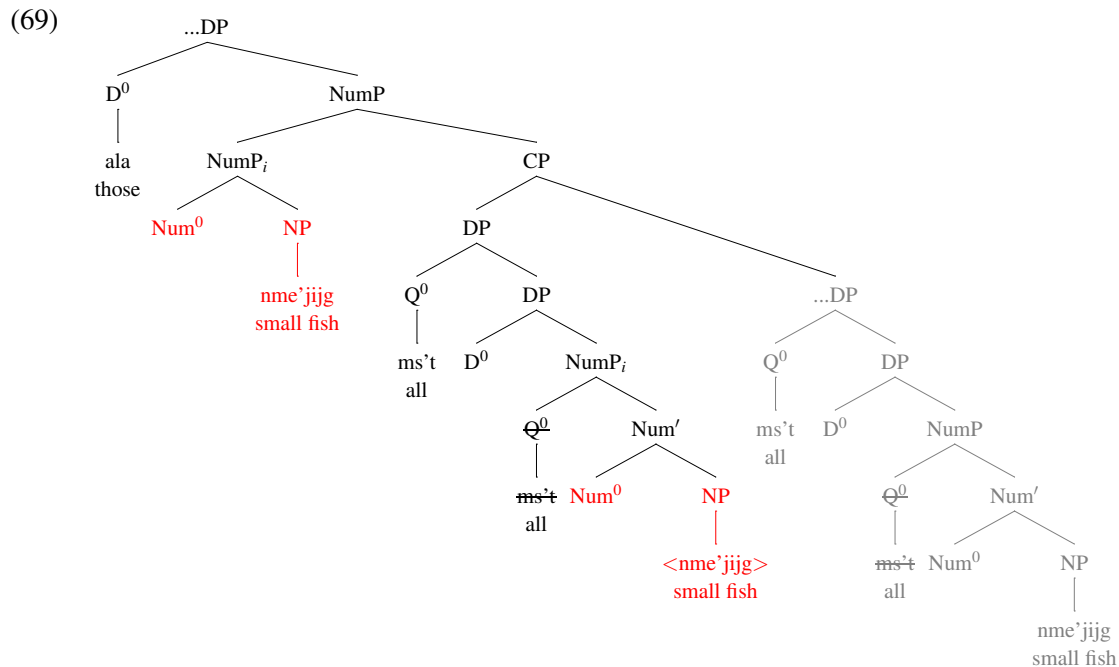 (69)
...DP
D⁰ NumP
ala NumPᵢ CP
those
Num⁰ NP DP
nme'jijg Q⁰ DP ...DP
small fish
ms't D⁰ NumPᵢ Q⁰ DP
all
Q⁰ Num′ ms't D⁰ NumP
all
ms't Num⁰ NP Q⁰ Num′
all
<nme'jijg> ms't Num⁰ NP
small fish all
nme'jijg
small fish